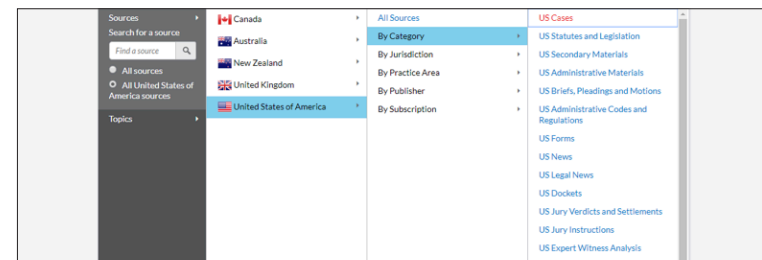 Sources
Search for a source
Find a source
All sources
All United States of
America sources
Topics
Canada
Australia
New Zealand
United Kingdom
United States of America
All Sources
By Category
By Jurisdiction
By Practice Area
By Publisher
By Subscription
US Cases
US Statutes and Legislation
US Secondary Materials
US Administrative Materials
US Briefs, Pleadings and Motions
US Administrative Codes and
Regulations
US Forms
US News
US Legal News
US Dockets
US Jury Verdicts and Settlements
US Jury Instructions
US Expert Witness Analysis